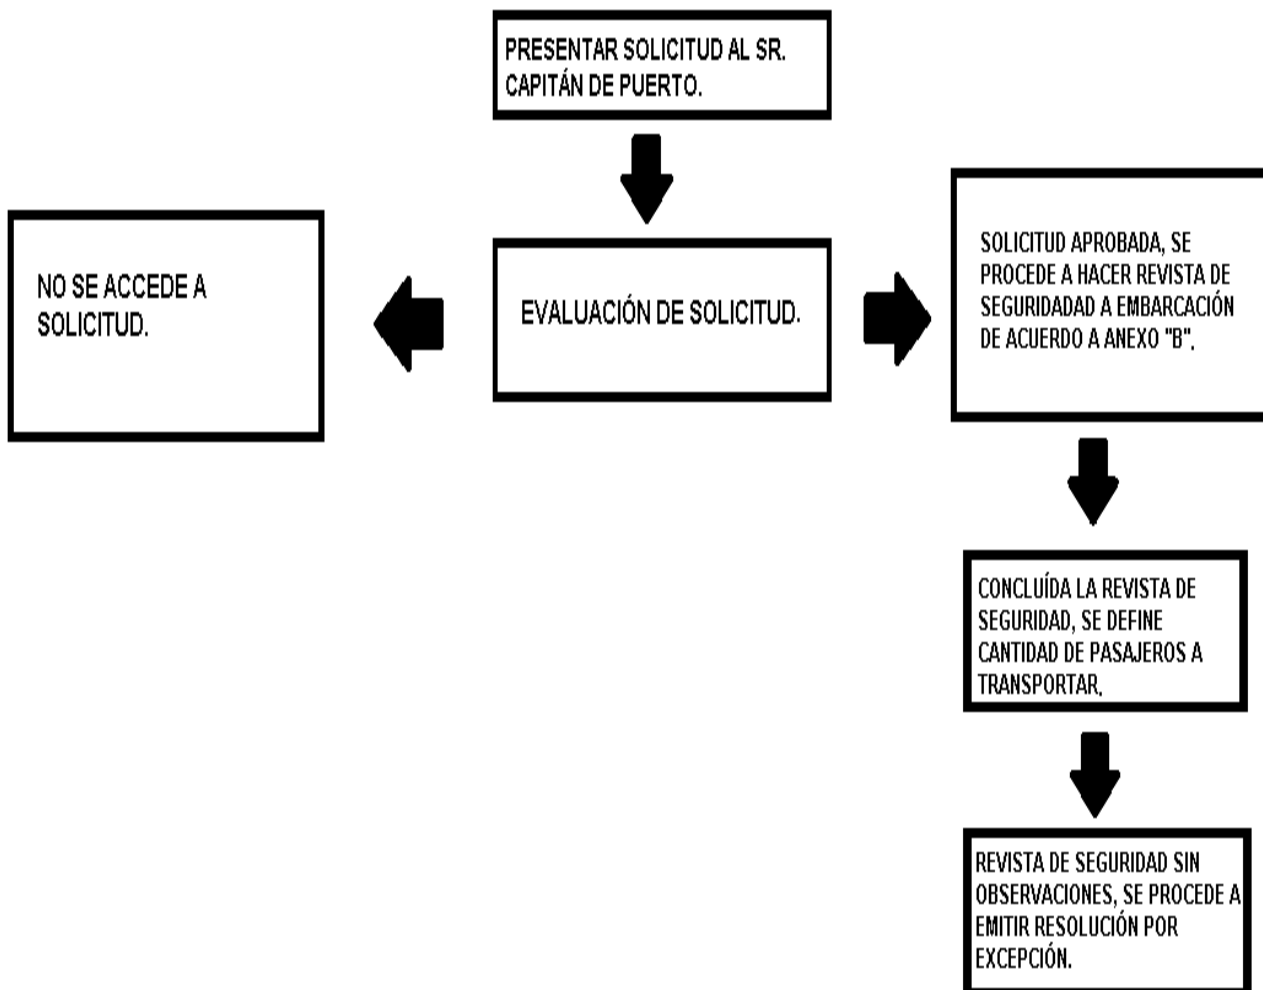 PRESENTAR SOLICITUD AL SR.
CAPITÁN DE PUERTO.
EVALUACIÓN DE SOLICITUD.
NO SE ACCEDE A
SOLICITUD.
SOLICITUD APROBADA, SE
PROCEDE A HACER REVISTA DE
SEGURIDADAD A EMBARCACIÓN
DE ACUERDO A ANEXO "B".
CONCLUÍDA LA REVISTA DE
SEGURIDAD, SE DEFINE
CANTIDAD DE PASAJEROS A
TRANSPORTAR.
REVISTA DE SEGURIDAD SIN
OBSERVACIONES, SE PROCEDE A
EMITIR RESOLUCIÓN POR
EXCEPCIÓN.